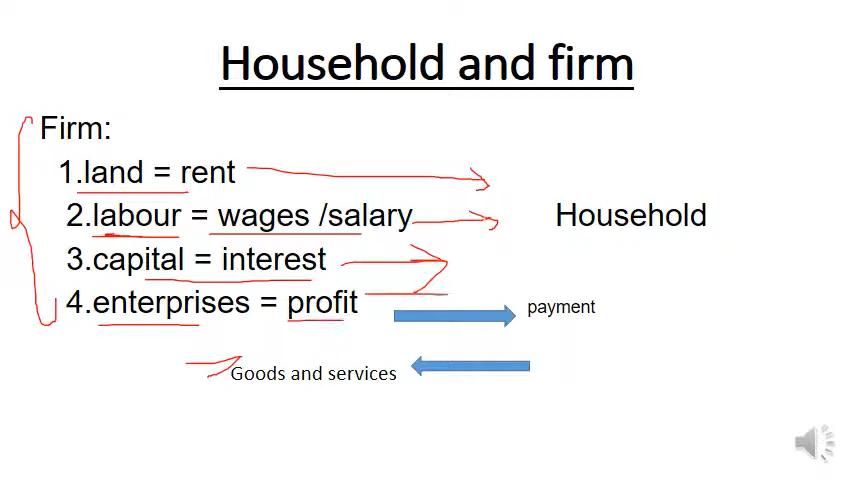 Household and firm
Firm:
1.land = rent
2.labour = wages /salary
Household
3.capital = interest
4.enterprises = profit
payment
Goods and services